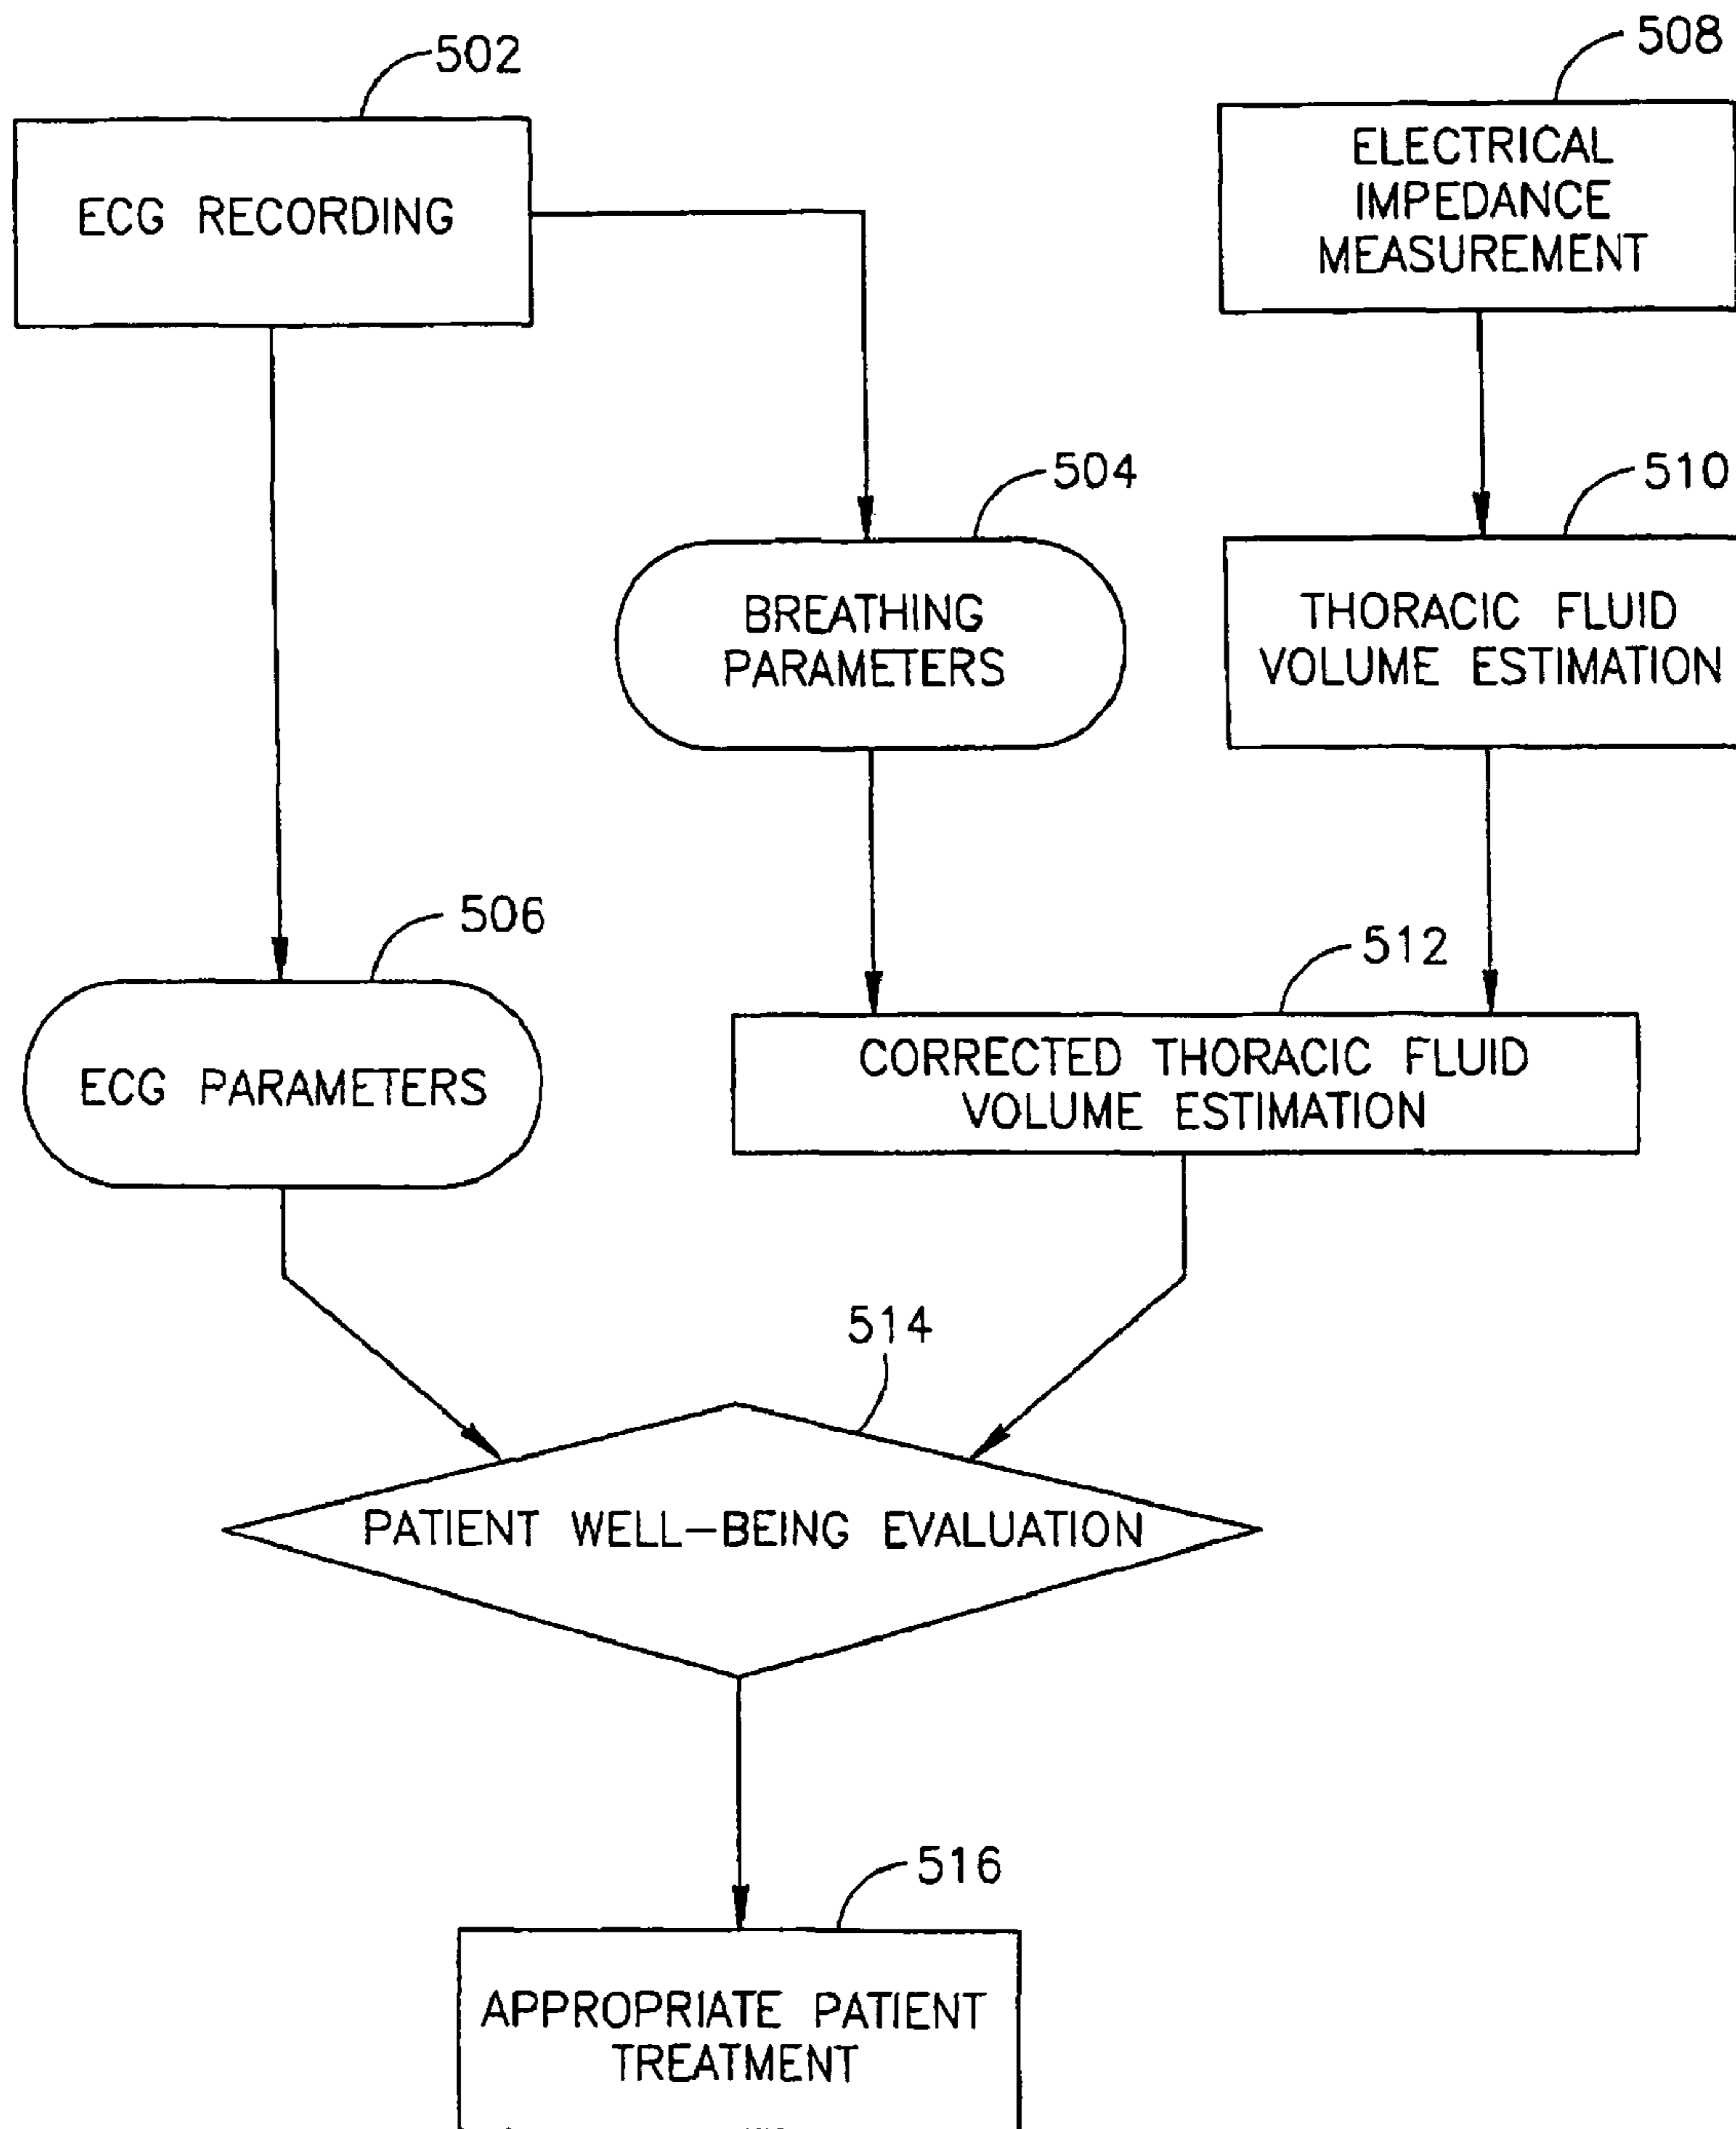 502
508
ECG RECORDING
ELECTRICAL
IMPEDANCE
MEASUREMENT
504
510
BREATHING
PARAMETERS
THORACIC FLUID
VOLUME ESTIMATION
506
512
ECG PARAMETERS
CORRECTED THORACIC FLUID
VOLUME ESTIMATION
514
PATIENT WELL-BEING EVALUATION
516
APPROPRIATE PATIENT
TREATMENT